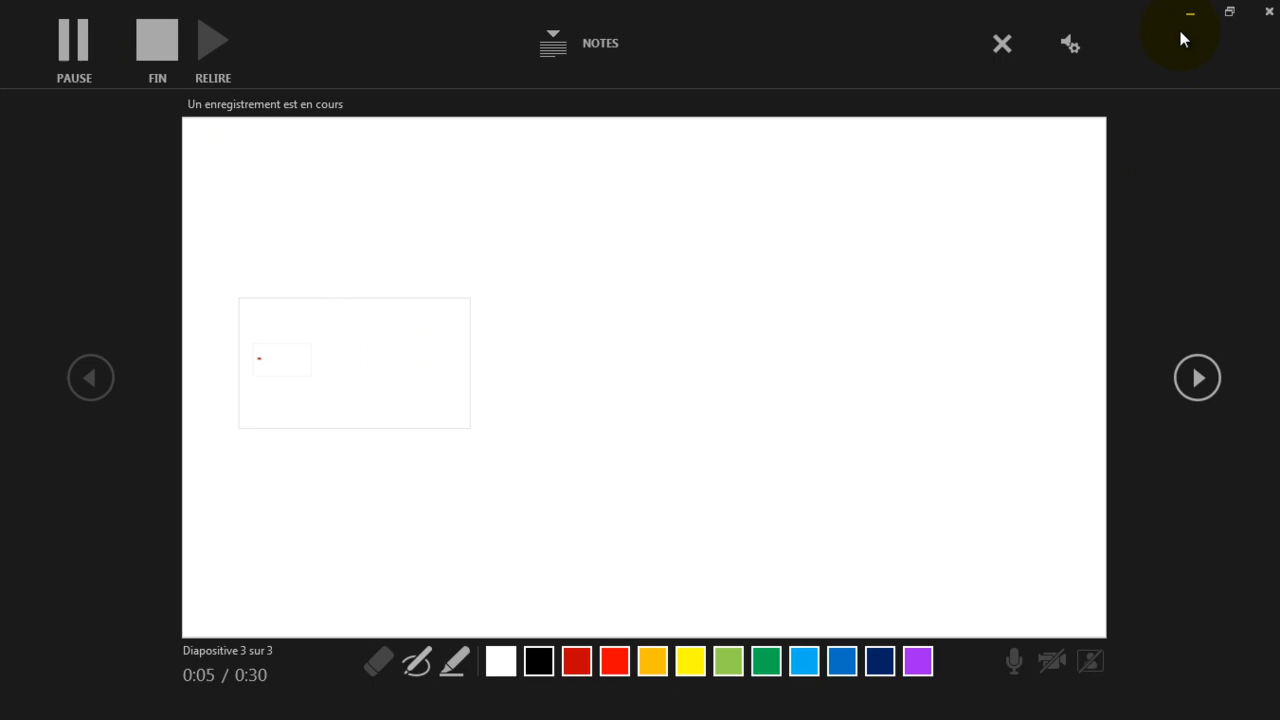 PAUSE
FIN
RELIRE
NOTES
Un enregistrement est en cours
Diapositive 3 sur 3
0:05 / 0:30